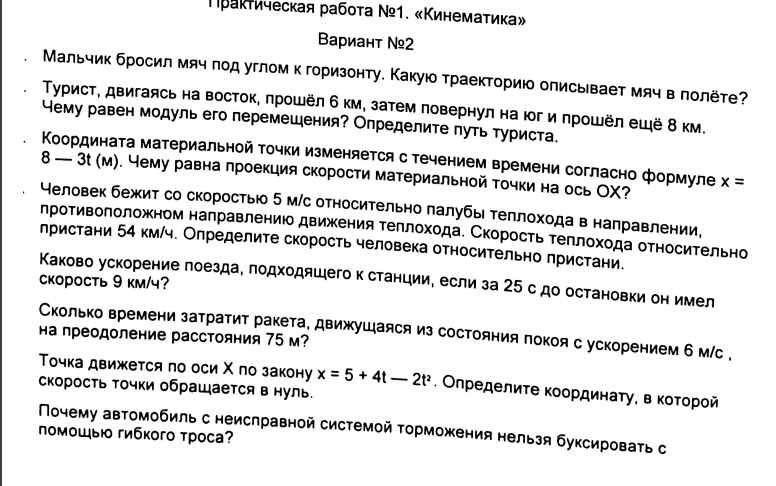 Практическая работа №1. «Кинематика»
Вариант №2
Мальчик бросил мяч под углом к горизонту. Какую траекторию описывает мяч в полёте?
Турист, двигаясь на восток, прошёл 6 км, затем повернул на юг и прошёл ещё 8 км.
Чему равен модуль его перемещения? Определите путь туриста.
Координата материальной точки изменяется с течением времени согласно формуле x =
8 — 3t (м). Чему равна проекция скорости материальной точки на ось OX?
Человек бежит со скоростью 5 м/с относительно палубы теплохода в направлении,
противоположном направлению движения теплохода. Скорость теплохода относительно
пристани 54 км/ч. Определите скорость человека относительно пристани.
Каково ускорение поезда, подходящего к станции, если за 25 с до остановки он имел
скорость 9 км/ч?
Сколько времени затратит ракета, движущаяся из состояния покоя с ускорением 6 м/с ,
на преодоление расстояния 75 м?
Точка движется по оси X по закону x = 5 + 4t — 2t². Определите координату, в которой
скорость точки обращается в нуль.
Почему автомобиль с неисправной системой торможения нельзя буксировать с
помощью гибкого троса?